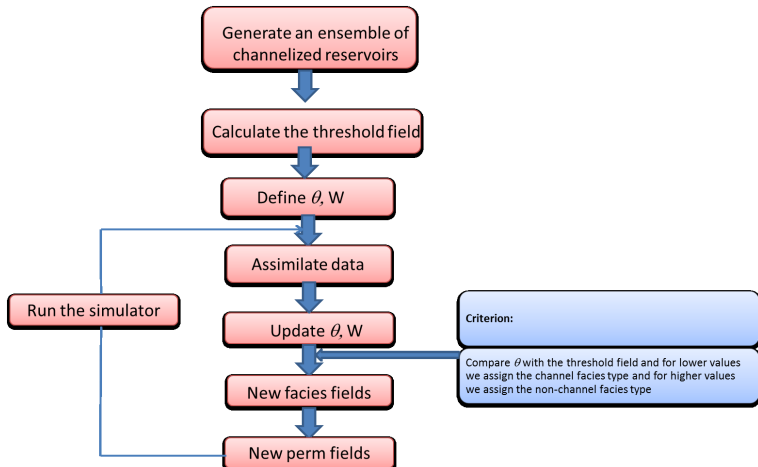 Generate an ensemble of
channelized reservoirs
Calculate the threshold field
Define θ, W
Assimilate data
Run the simulator
Update θ, W
Criterion:
Compare θ with the threshold field and for lower values
we assign the channel facies type and for higher values
we assign the non-channel facies type
New facies fields
New perm fields